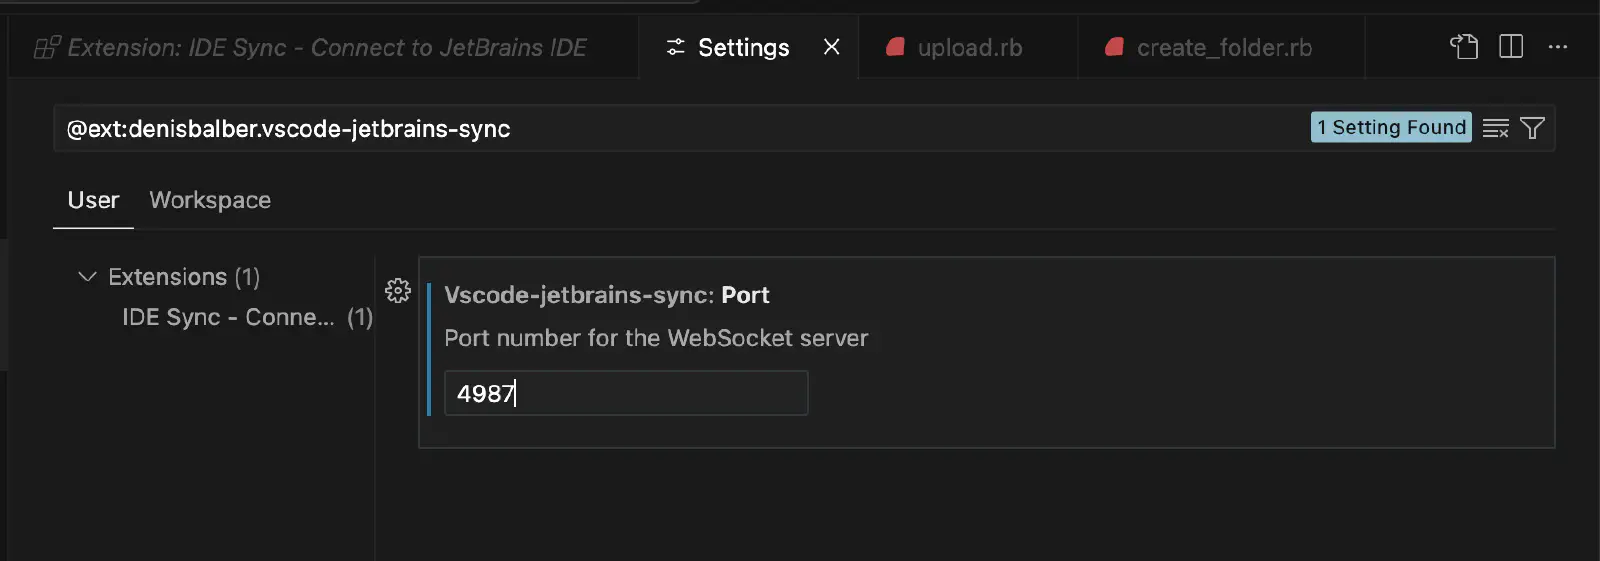 Extension: IDE Sync - Connect to JetBrains IDE Settings upload.rb create_folder.rb
@ext:denisbalber.vscode-jetbrains-sync 1 Setting Found
User Workspace
Extensions (1)
IDE Sync - Conne... (1)
Vscode-jetbrains-sync: Port
Port number for the WebSocket server
4987